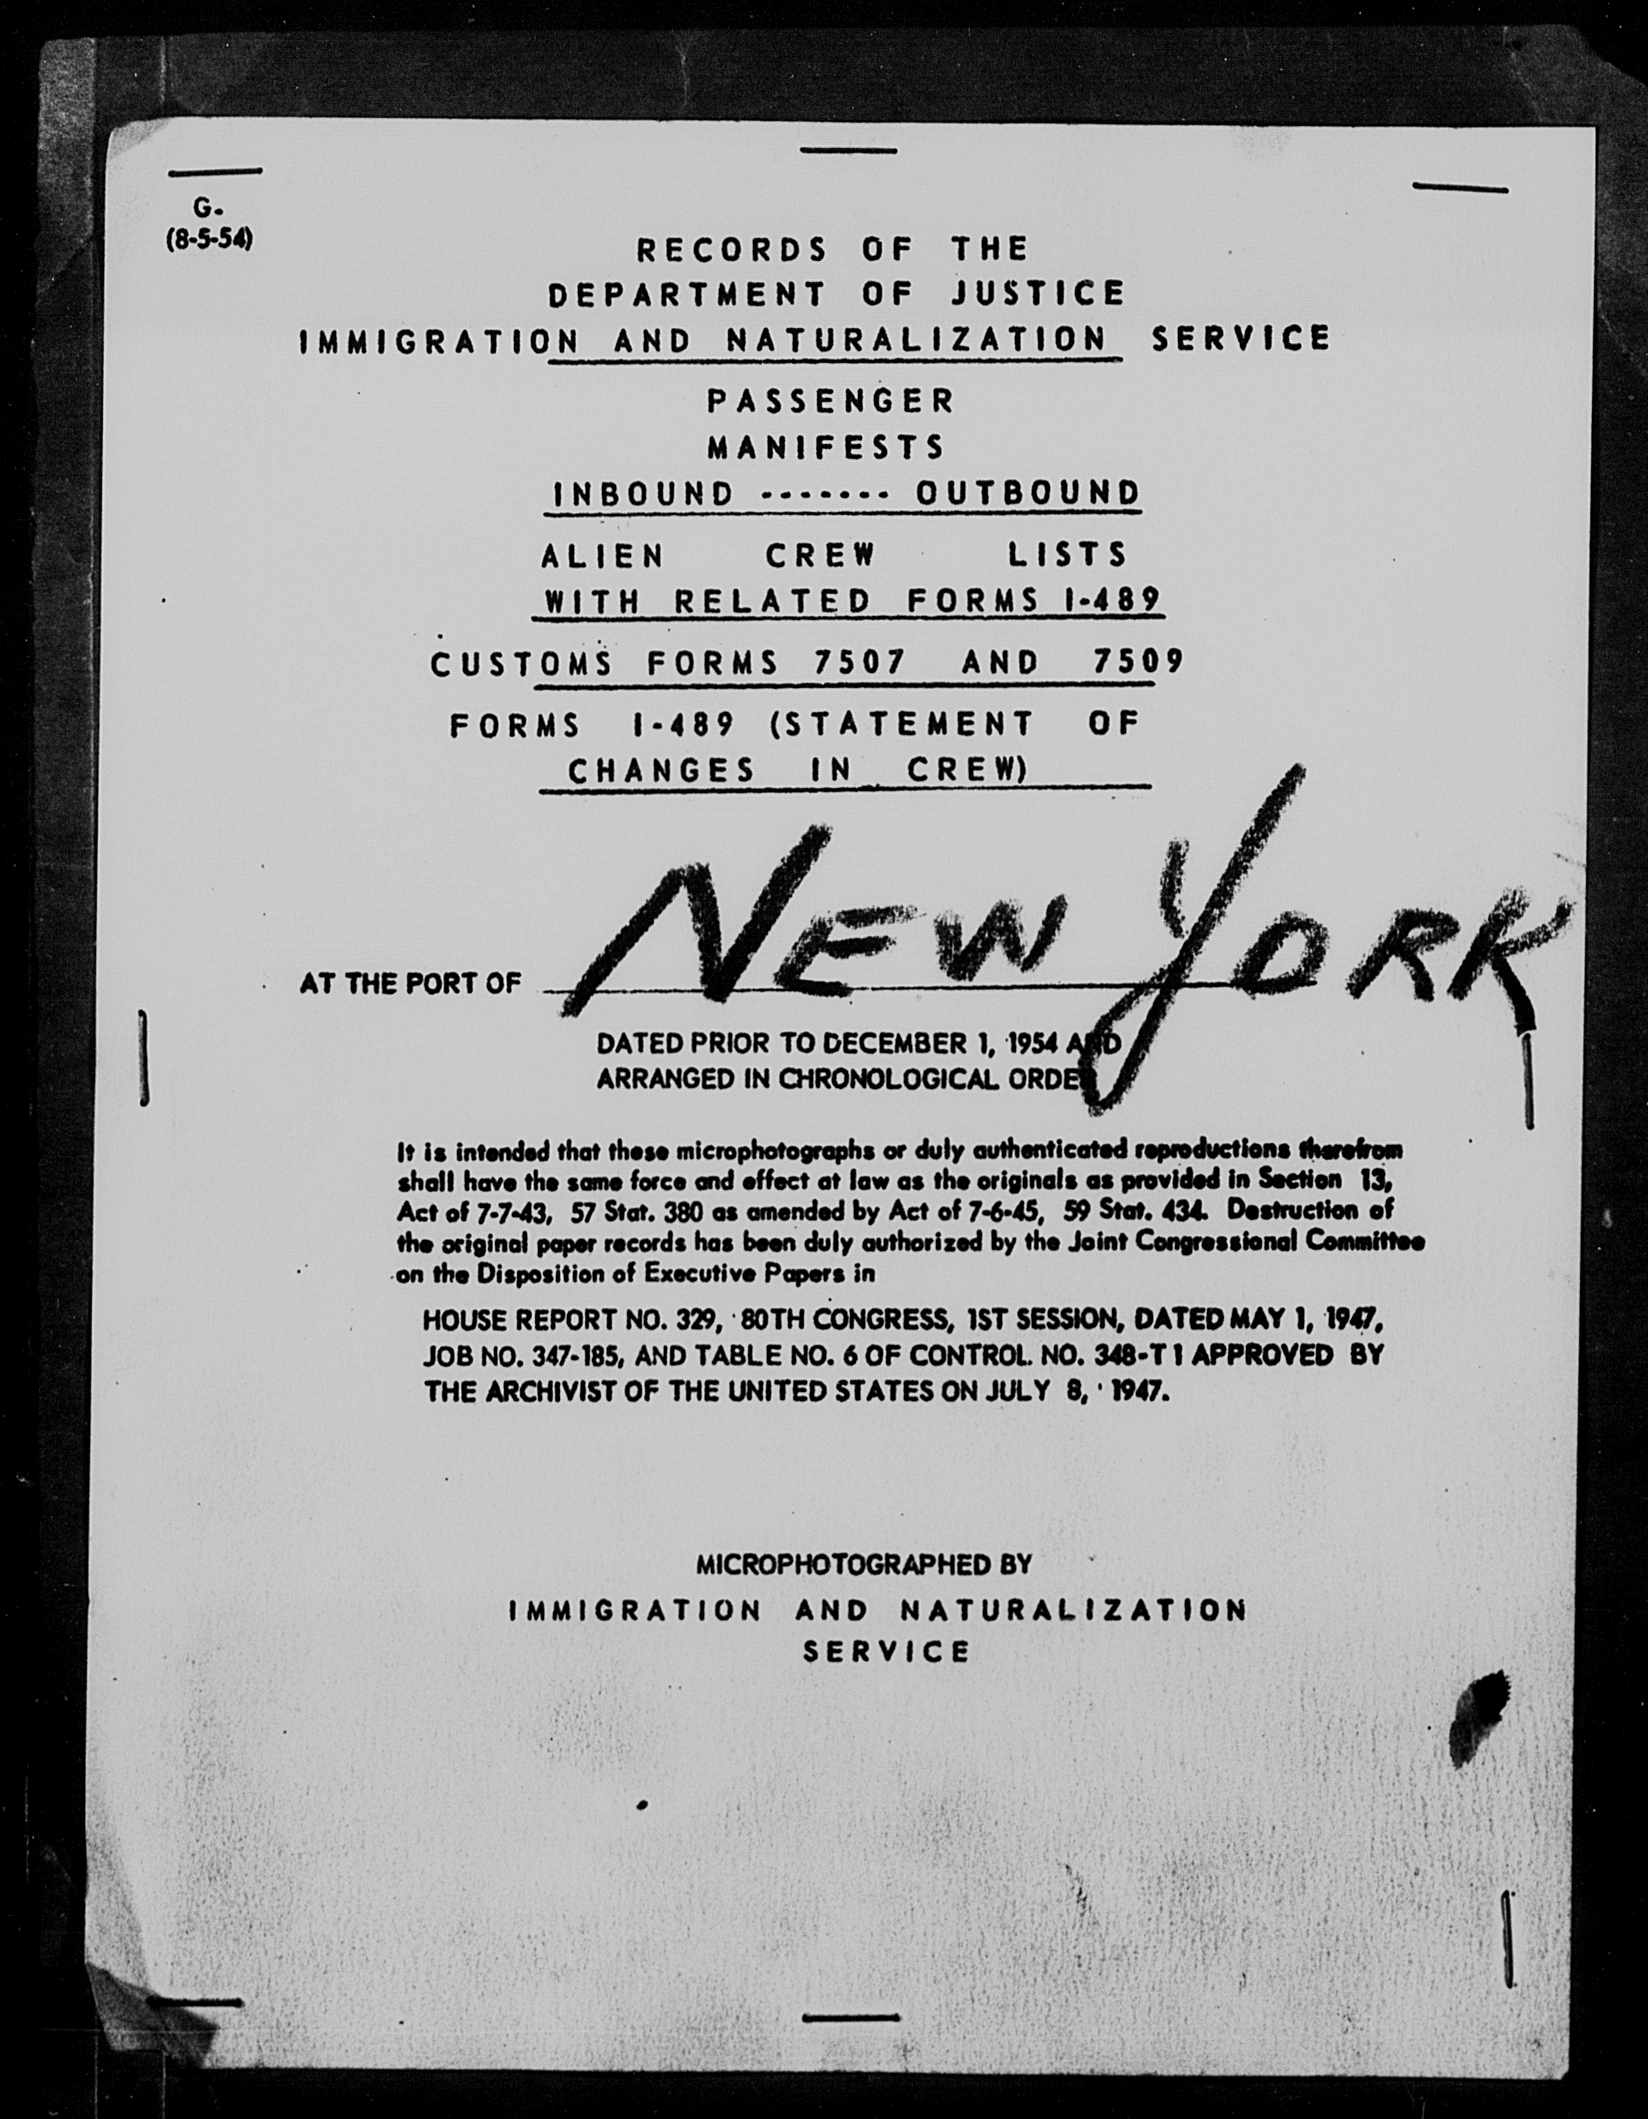 G-
(8-5-54)
RECORDS OF THE
DEPARTMENT OF JUSTICE
IMMIGRATION AND NATURALIZATION SERVICE
PASSENGER
MANIFESTS
INBOUND ------- OUTBOUND
ALIEN CREW LISTS
WITH RELATED FORMS I-489
CUSTOMS FORMS 7507 AND 7509
FORMS I-489 (STATEMENT OF
CHANGES IN CREW)
AT THE PORT OF NEW YORK
DATED PRIOR TO DECEMBER 1, 1954 AND
ARRANGED IN CHRONOLOGICAL ORDER
It is intended that these microphotographs or duly authenticated reproductions therefrom
shall have the same force and effect at law as the originals as provided in Section 13,
Act of 7-7-43, 57 Stat. 380 as amended by Act of 7-6-45, 59 Stat. 434. Destruction of
the original paper records has been duly authorized by the Joint Congressional Committee
on the Disposition of Executive Papers in
HOUSE REPORT NO. 329, 80TH CONGRESS, 1ST SESSION, DATED MAY 1, 1947,
JOB NO. 347-185, AND TABLE NO. 6 OF CONTROL NO. 348-T1 APPROVED BY
THE ARCHIVIST OF THE UNITED STATES ON JULY 8, 1947.
MICROPHOTOGRAPHED BY
IMMIGRATION AND NATURALIZATION
SERVICE